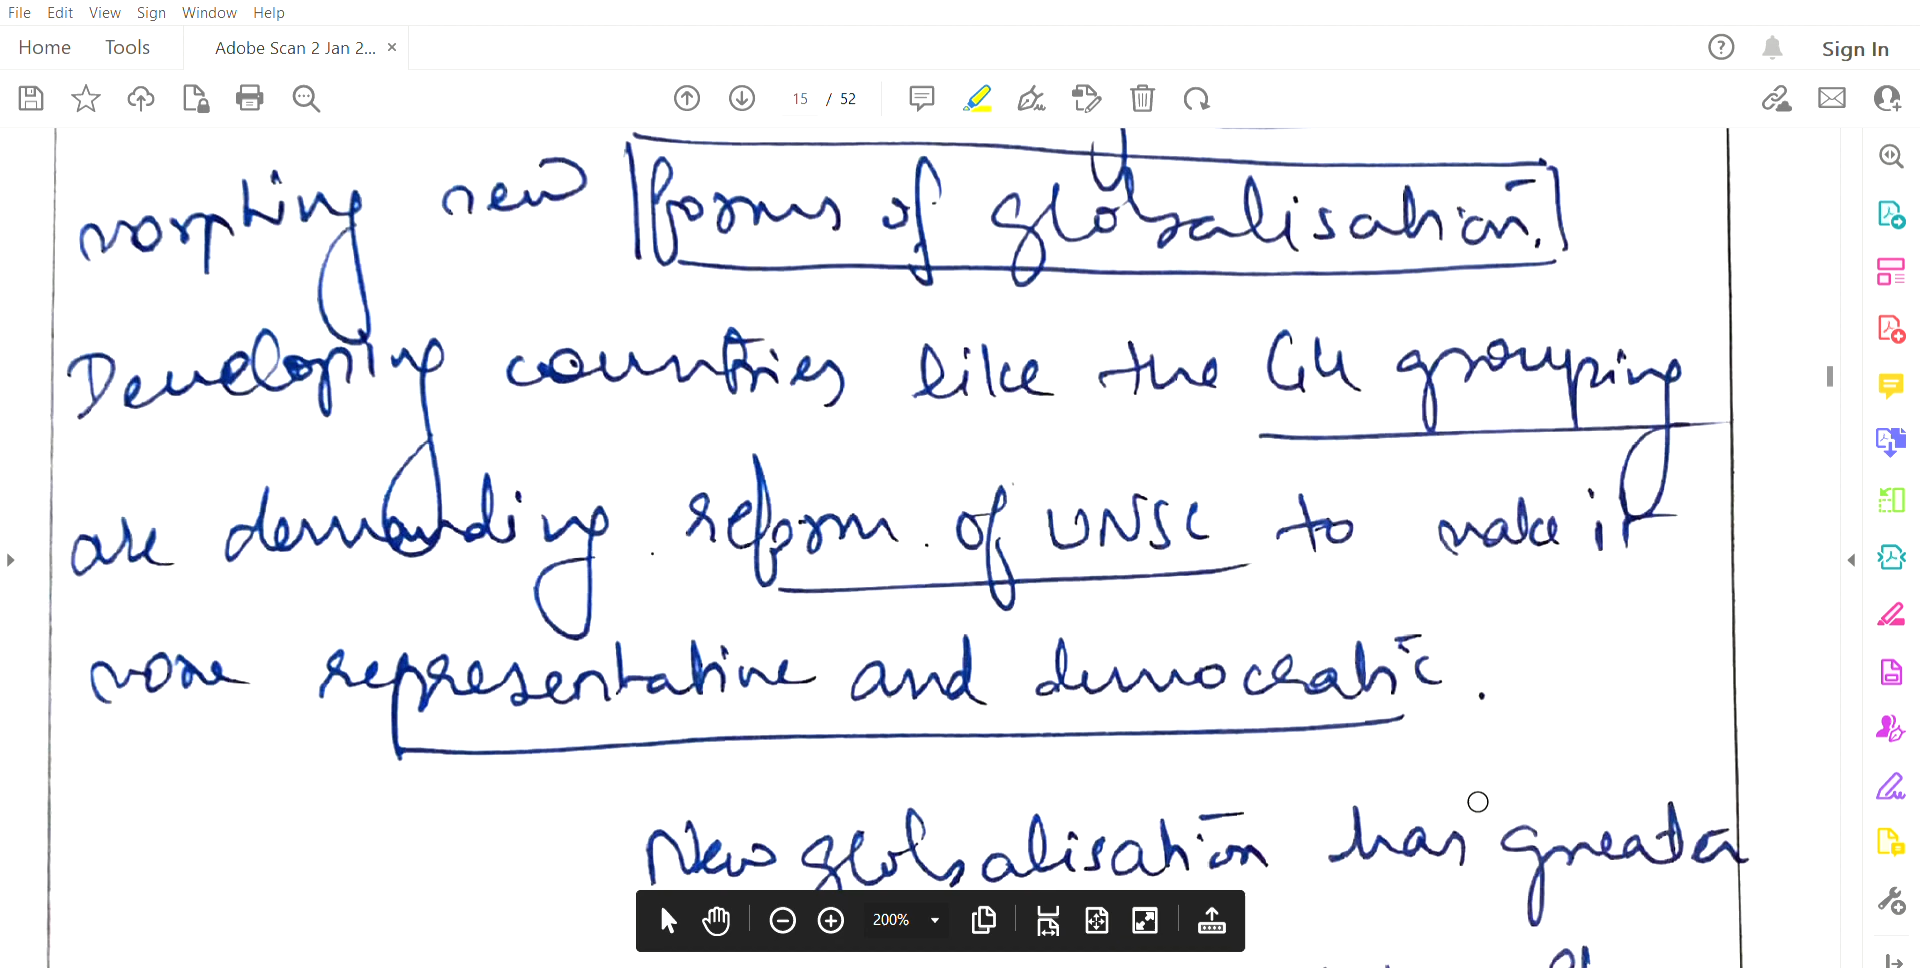 File Edit View Sign Window Help
Home Tools Adobe Scan 2 Jan 2... × Sign In
15 / 52
morphing new forms of globalisation.
Developing countries like the G4 grouping
are demanding reform of UNSC to make it
more representative and democratic.
New globalisation has greater
200%